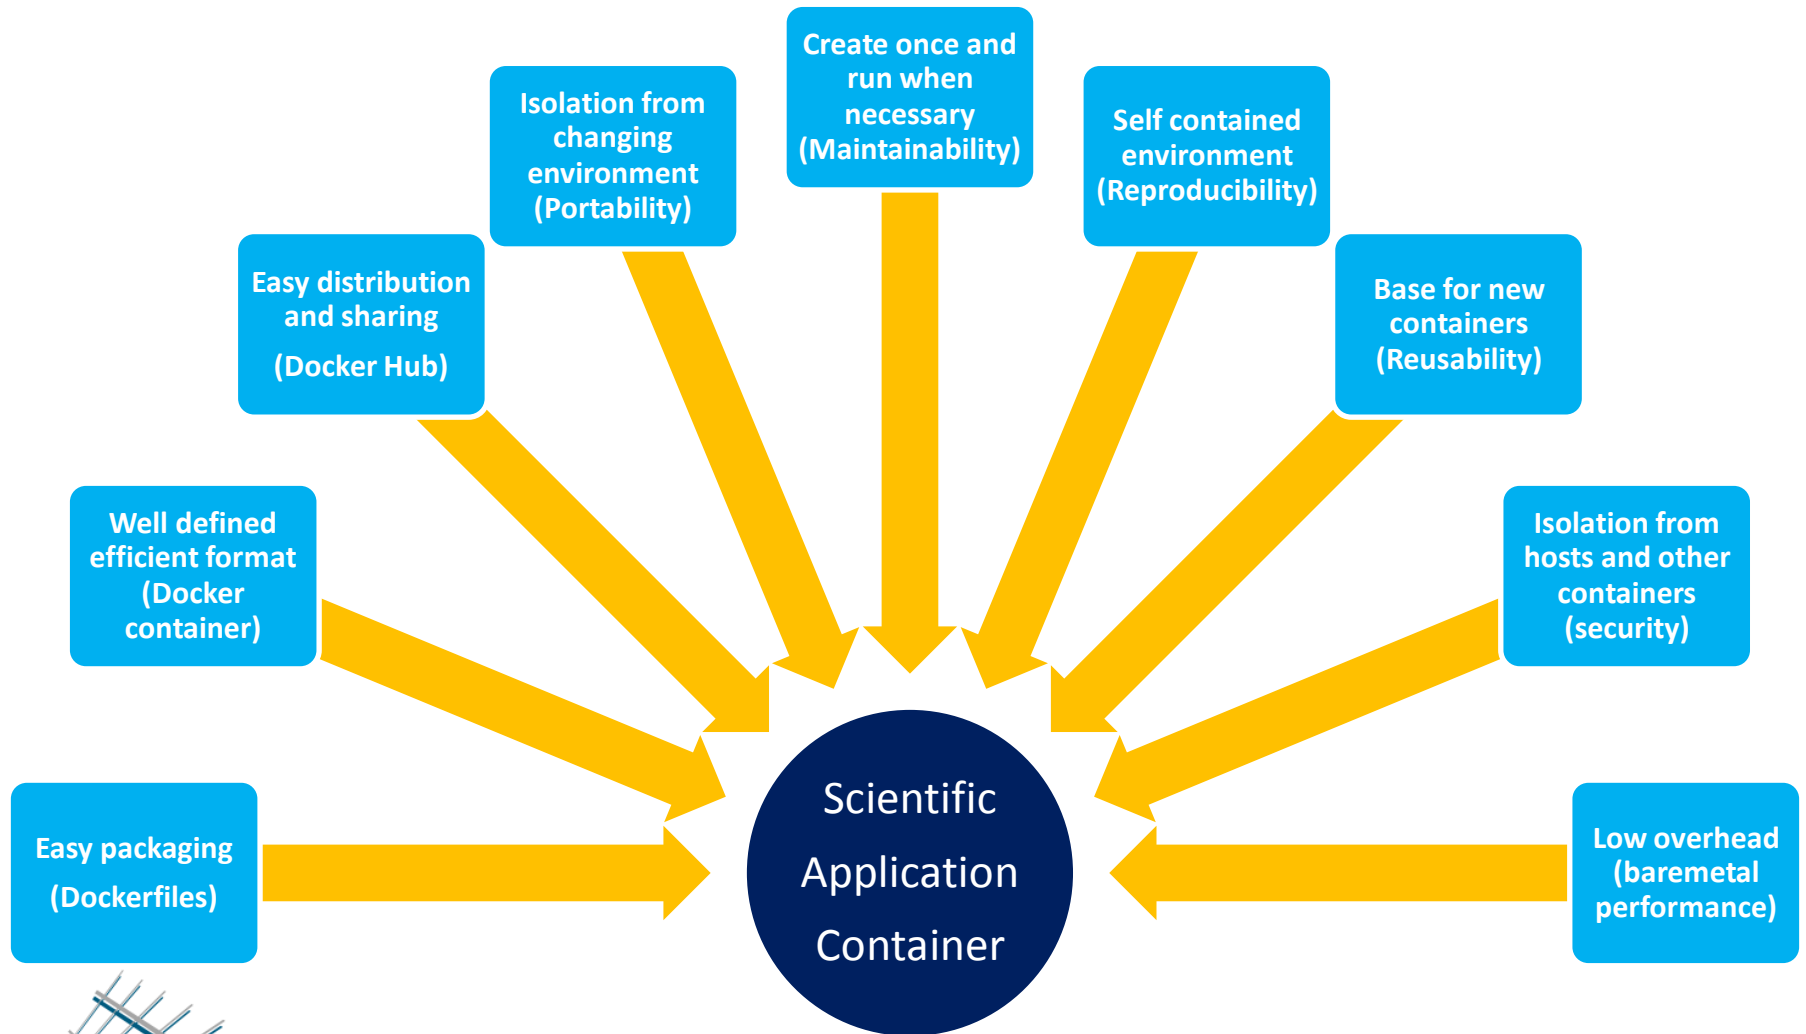 Create once and
run when
necessary
(Maintainability)
Isolation from
changing
environment
(Portability)
Self contained
environment
(Reproducibility)
Easy distribution
and sharing
(Docker Hub)
Base for new
containers
(Reusability)
Well defined
efficient format
(Docker
container)
Isolation from
hosts and other
containers
(security)
Easy packaging
(Dockerfiles)
Scientific
Application
Container
Low overhead
(baremetal
performance)